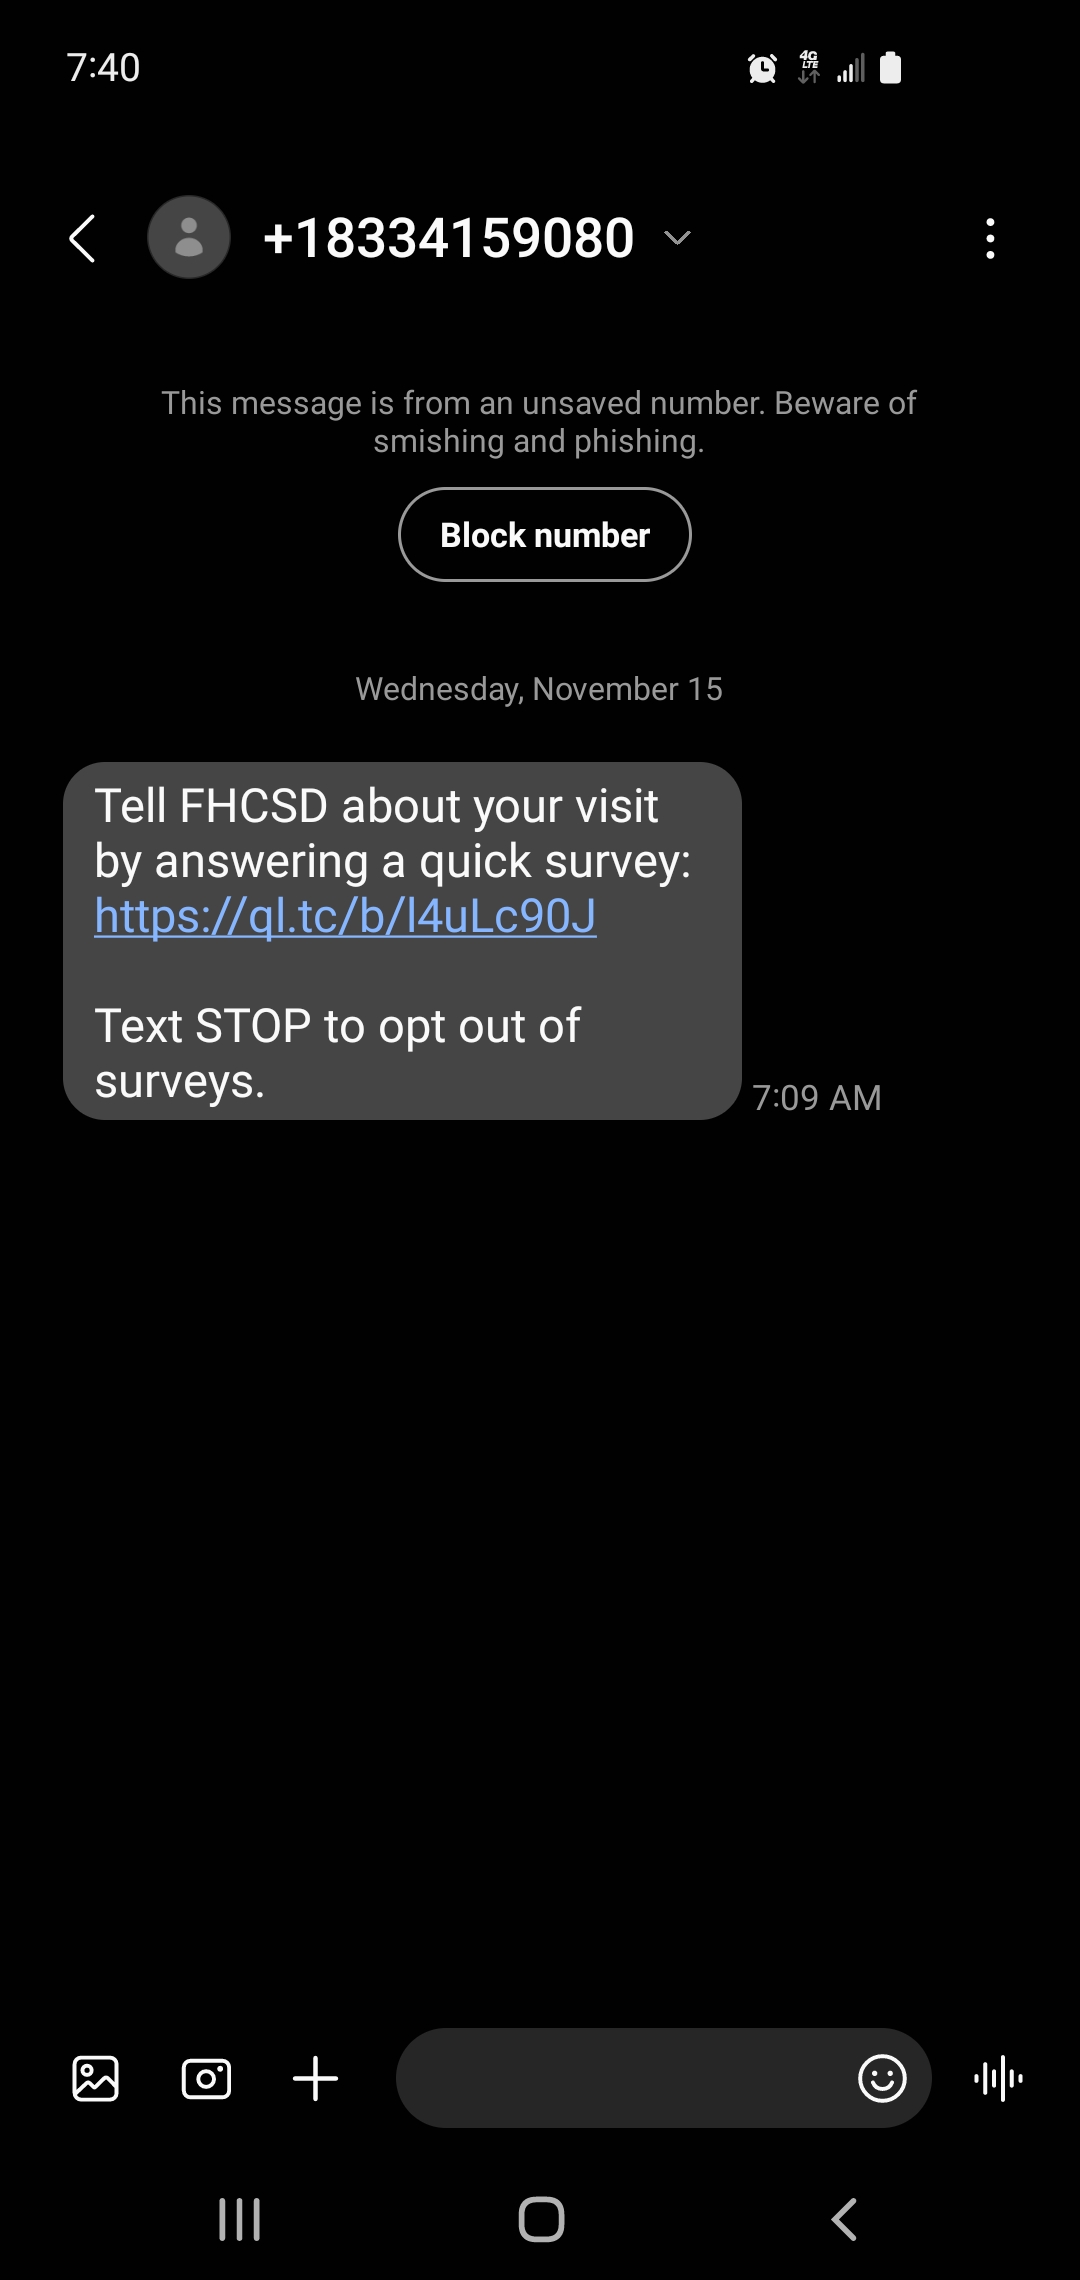 7:40
4G
LTE
+18334159080
This message is from an unsaved number. Beware of
smishing and phishing.
Block number
Wednesday, November 15
Tell FHCSD about your visit
by answering a quick survey:
https://ql.tc/b/l4uLc90J
Text STOP to opt out of
surveys.
7:09 AM